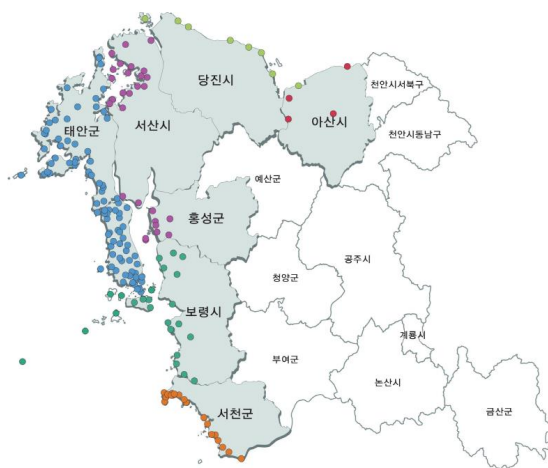 당진시
천안시서북구
태안군
서산시
아산시
천안시동남구
예산군
홍성군
공주시
청양군
보령시
계룡시
부여군
논산시
서천군
금산군